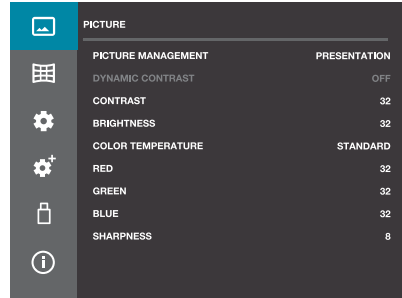 PICTURE
PICTURE MANAGEMENT PRESENTATION
DYNAMIC CONTRAST OFF
CONTRAST 32
BRIGHTNESS 32
COLOR TEMPERATURE STANDARD
RED 32
GREEN 32
BLUE 32
SHARPNESS 8